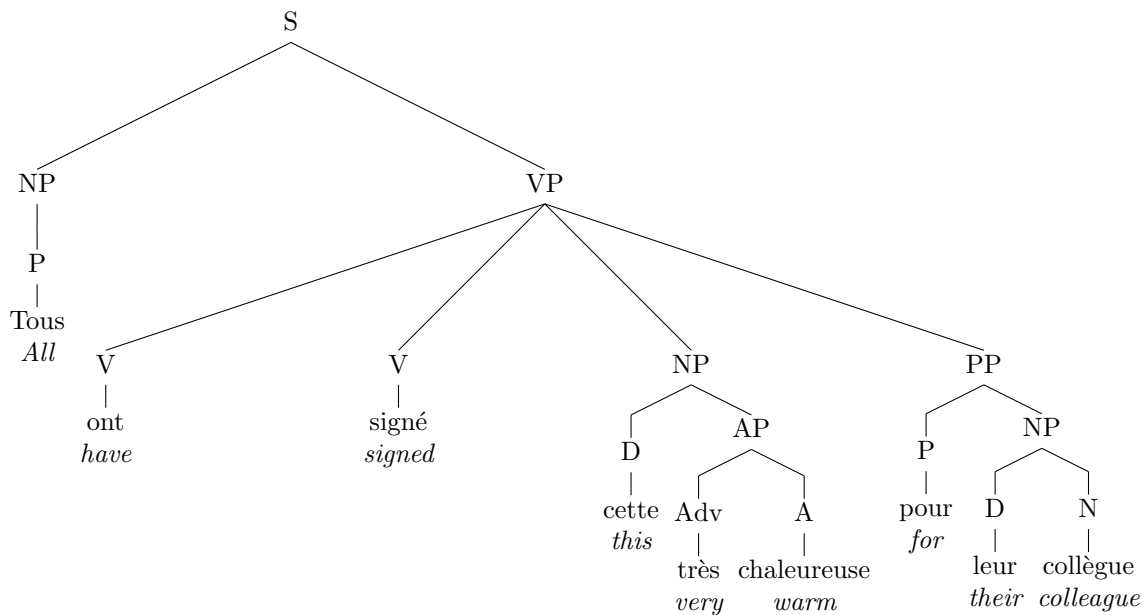 S
NP VP
P
Tous
All
V V NP PP
ont signé
have signed
D AP P NP
cette Adv A pour D N
this for
très chaleureuse leur collègue
very warm their colleague